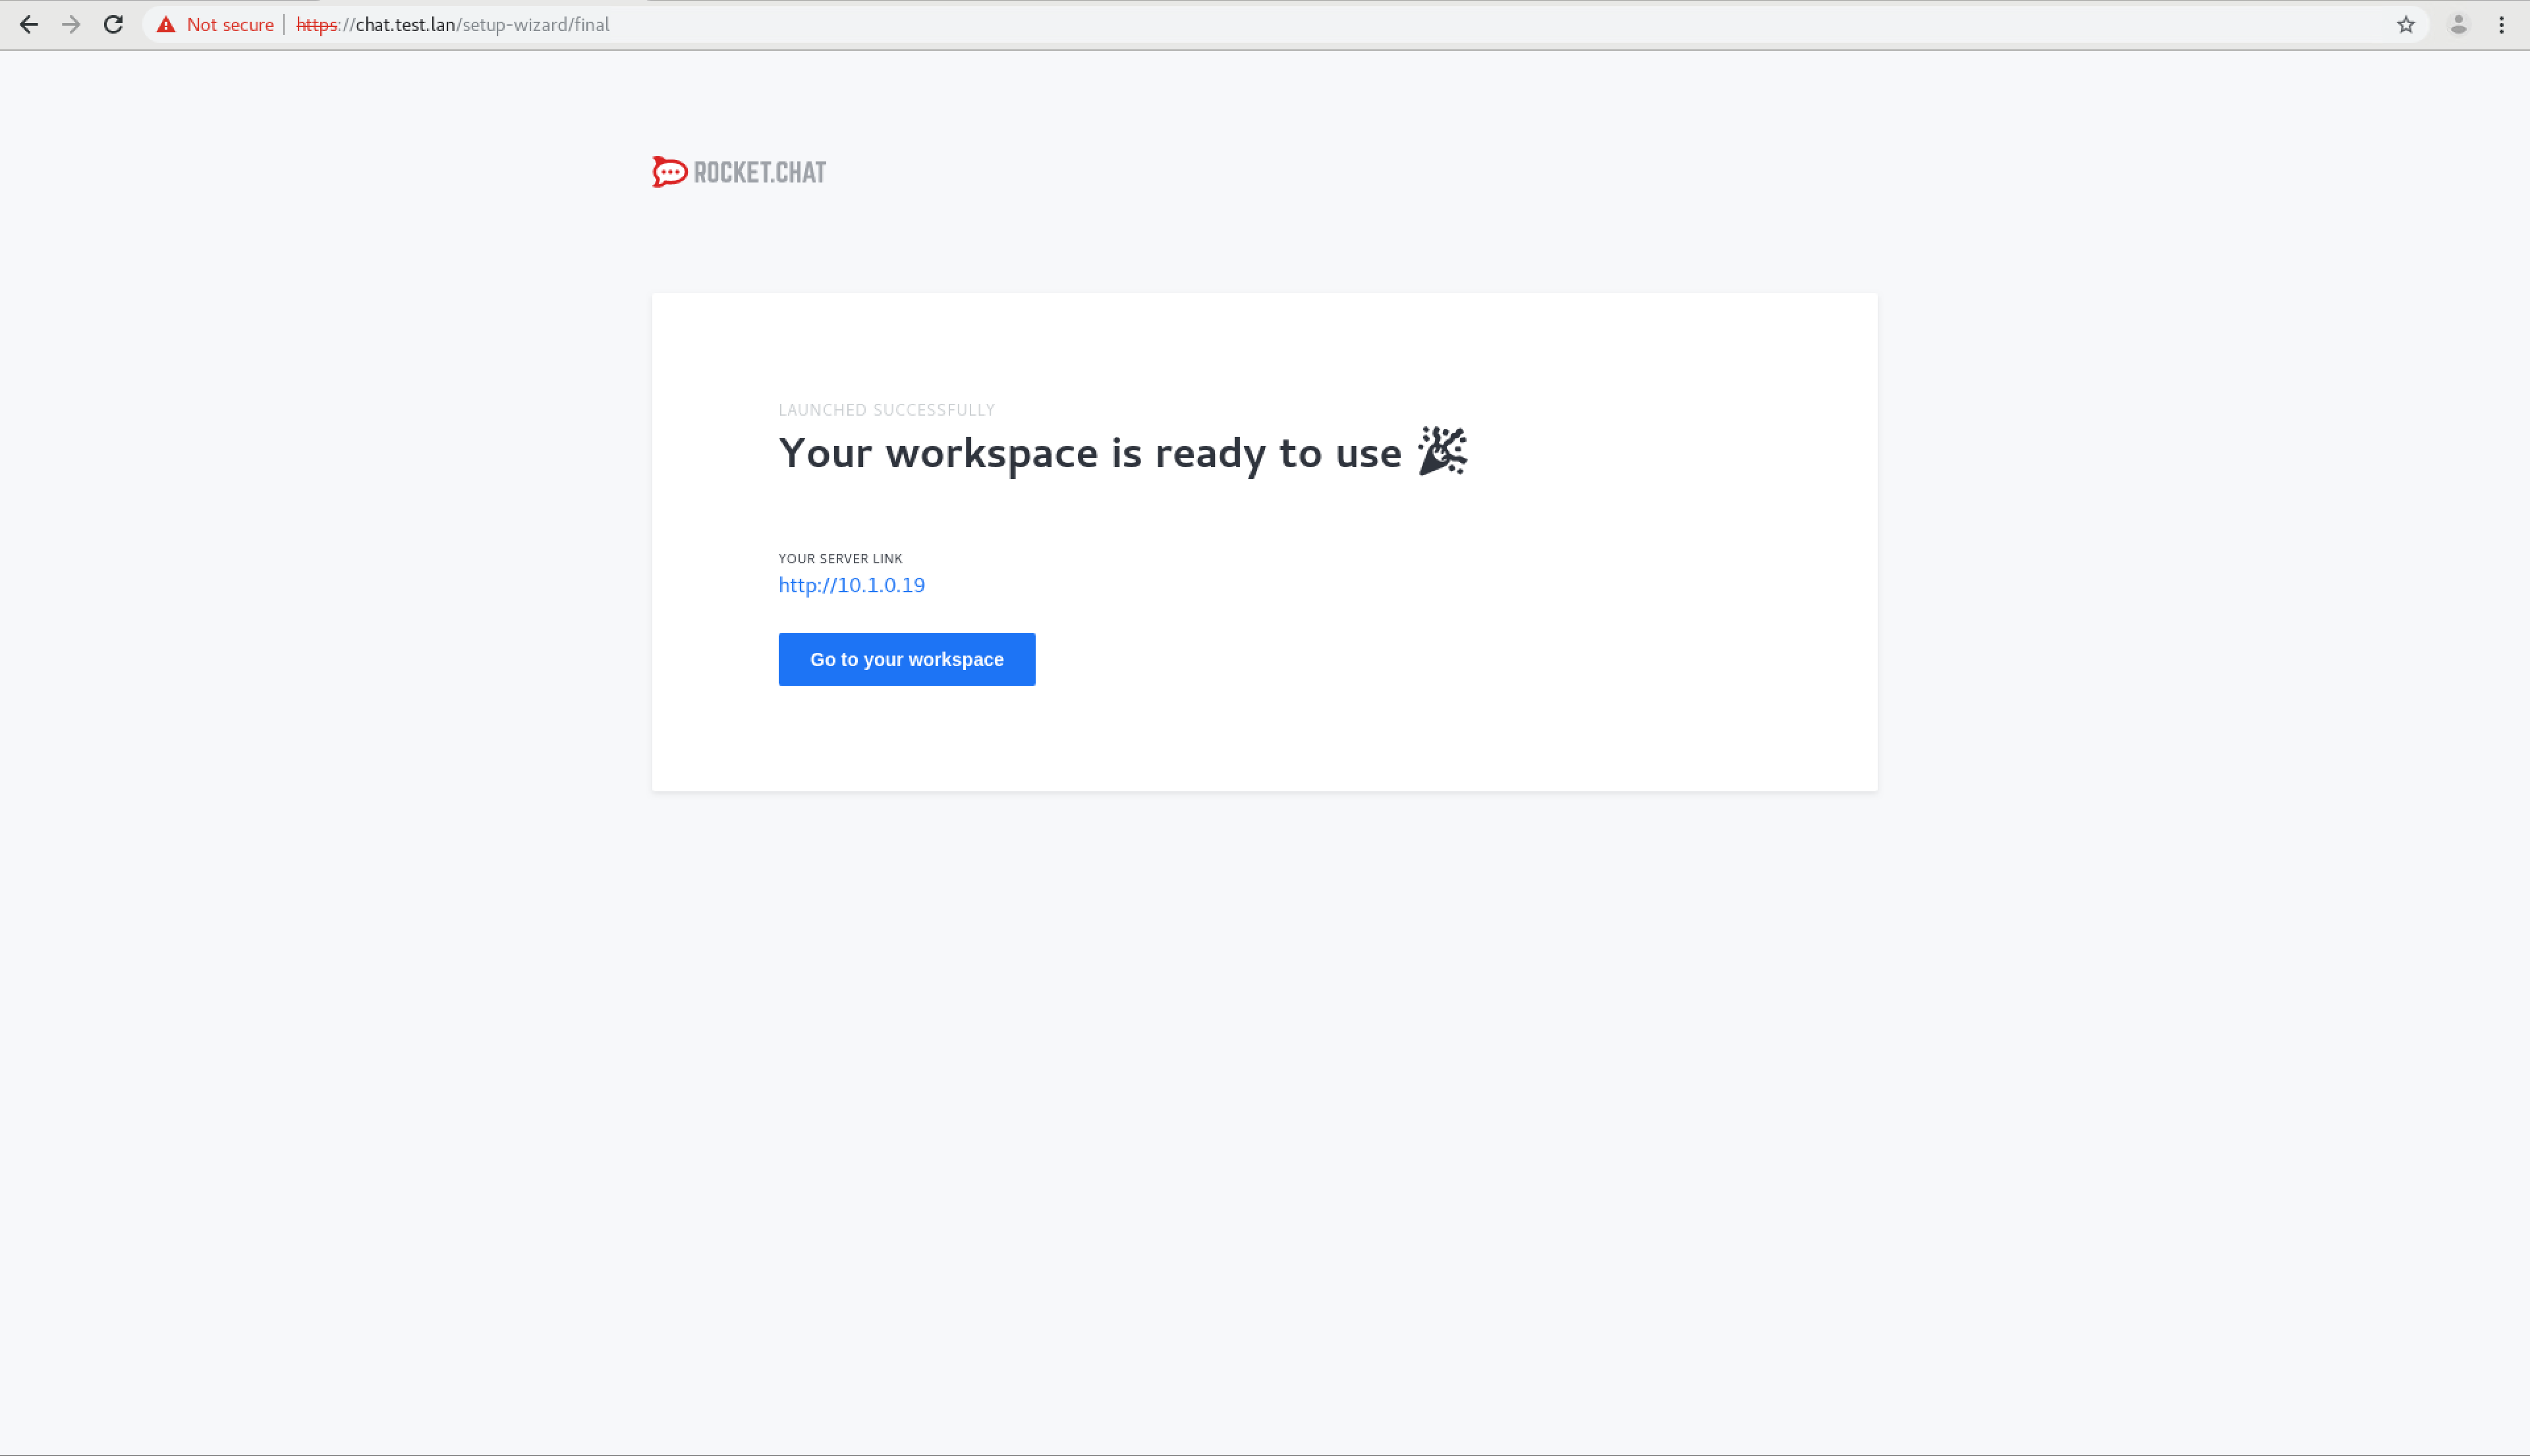 Not secure | https://chat.test.lan/setup-wizard/final
ROCKET.CHAT
LAUNCHED SUCCESSFULLY
Your workspace is ready to use 🎉
YOUR SERVER LINK
http://10.1.0.19
Go to your workspace